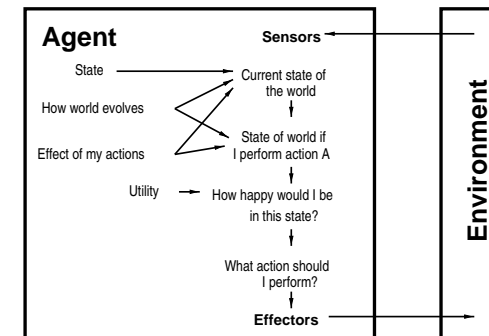 Agent
Sensors
State
Current state of
the world
How world evolves
State of world if
I perform action A
Effect of my actions
Utility
How happy would I be
in this state?
What action should
I perform?
Effectors
Environment